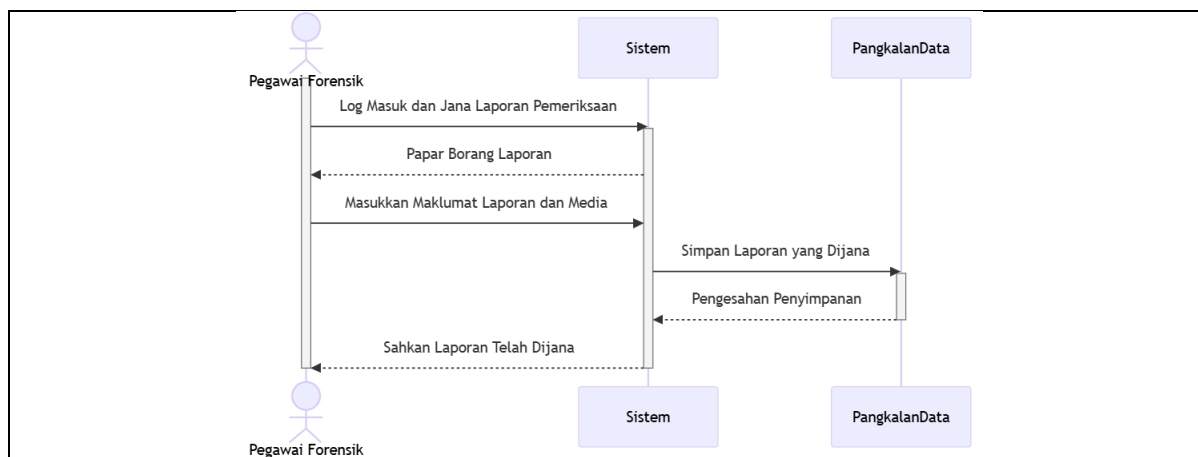 Sistem
PangkalanData
Pegawai Forensik
Log Masuk dan Jana Laporan Pemeriksaan
Papar Borang Laporan
Masukkan Maklumat Laporan dan Media
Simpan Laporan yang Dijana
Pengesahan Penyimpanan
Sahkan Laporan Telah Dijana
Sistem
PangkalanData
Pegawai Forensik